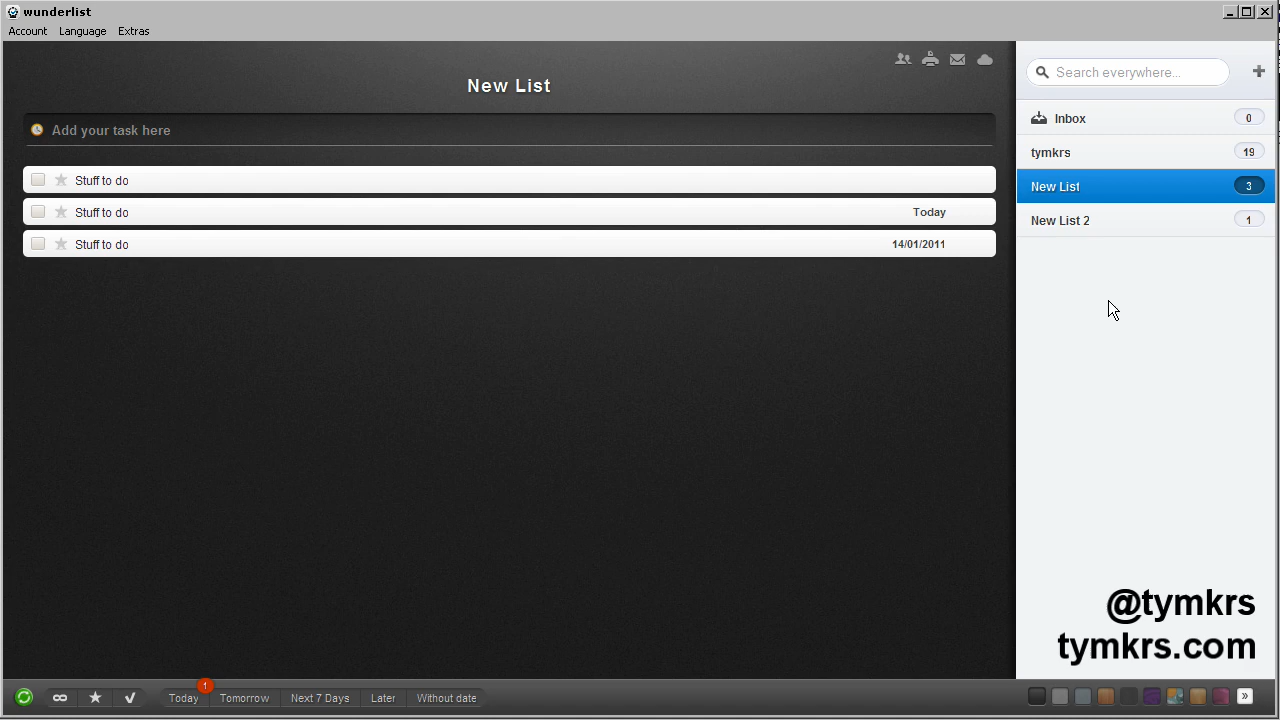 wunderlist
Account Language Extras
New List
Add your task here
Stuff to do
Stuff to do Today
Stuff to do 14/01/2011
Search everywhere...
Inbox 0
tymkrs 19
New List 3
New List 2 1
@tymkrs
tymkrs.com
Today 1 Tomorrow Next 7 Days Later Without date